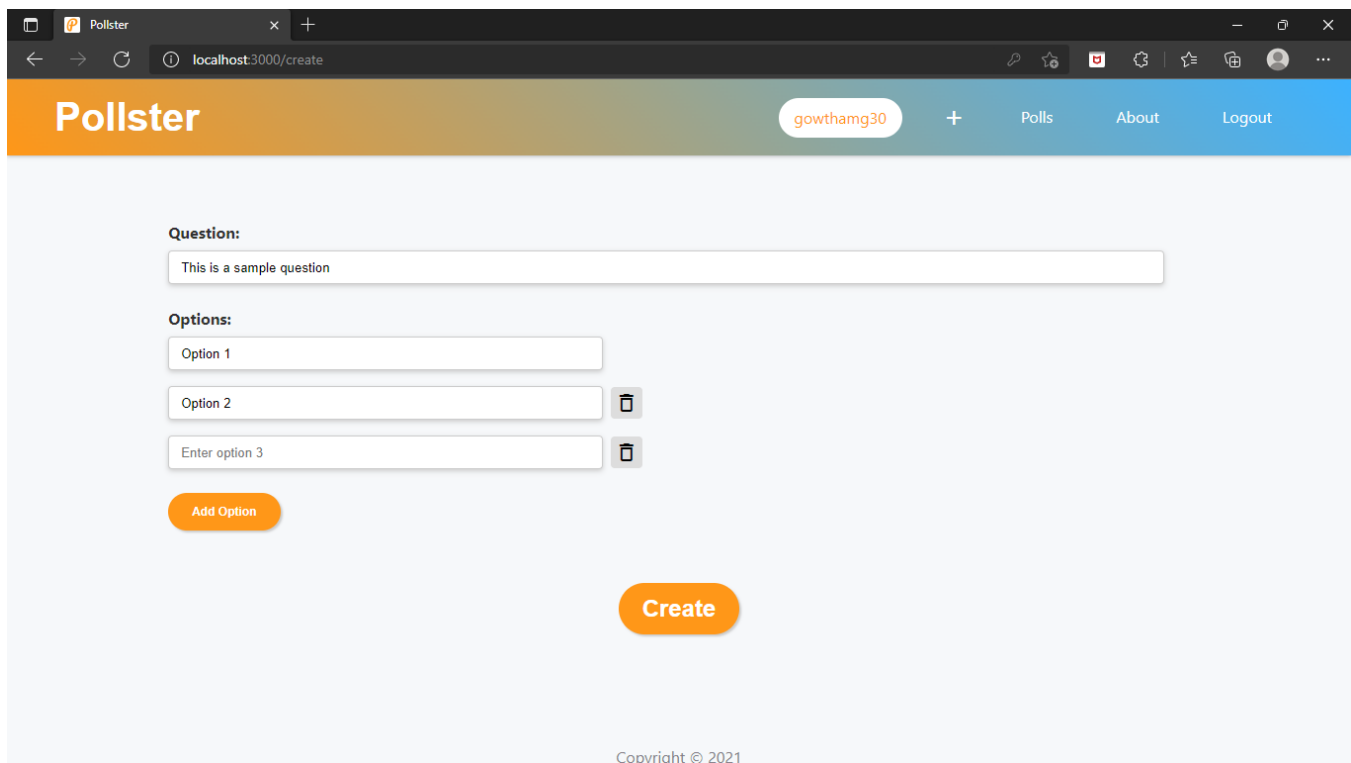 Pollster
localhost:3000/create
Pollster
gowthamg30 + Polls About Logout
Question:
This is a sample question
Options:
Option 1
Option 2
Enter option 3
Add Option
Create
Copyright © 2021